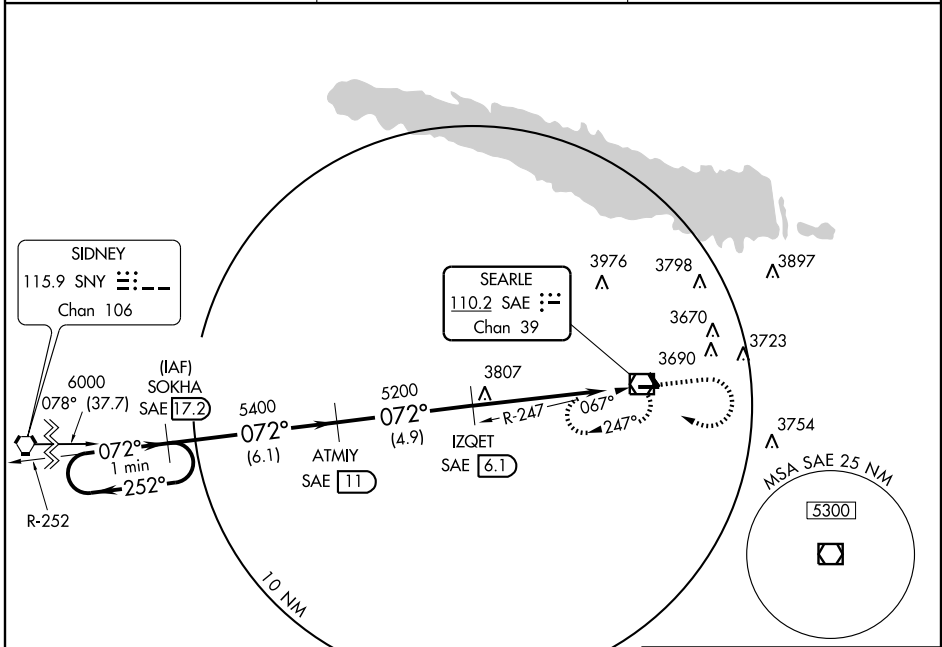 SIDNEY
115.9 SNY
Chan 106
SEARLE
110.2 SAE
Chan 39
3976
3798
3897
3670
3690
3723
3807
3754
6000
078° (37.7)
(IAF)
SOKHA
SAE 17.2
5400
072°
(6.1)
5200
072°
(4.9)
072°
1 min
252°
R-252
ATMIY
SAE 11
IZQET
SAE 6.1
R-247
067°
247°
10 NM
MSA SAE 25 NM
5300